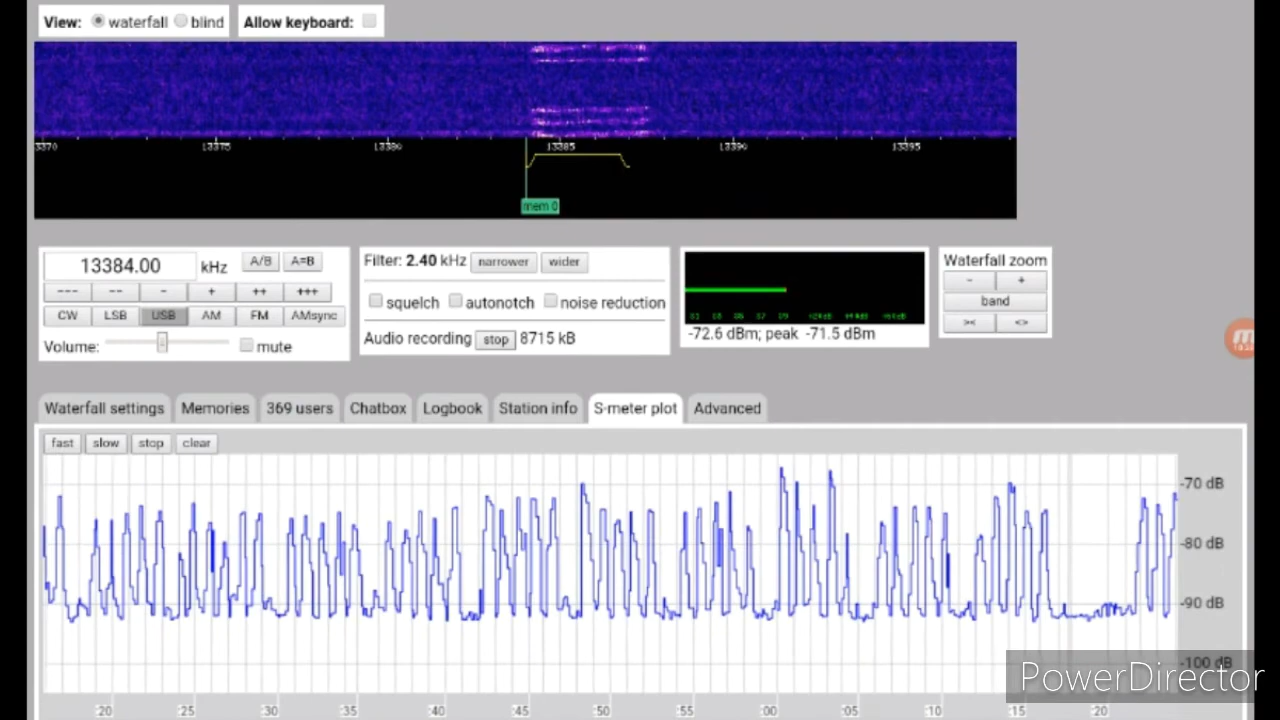 View: waterfall blind Allow keyboard:
3370 13375 13380 13385 13390 13395
mem 0
13384.00 kHz A/B A=B
--- -- - + ++ +++
CW LSB USB AM FM AMsync
Volume: mute
Filter: 2.40 kHz narrower wider
squelch autonotch noise reduction
Audio recording stop 8715 kB
-72.6 dBm; peak -71.5 dBm
Waterfall zoom
- +
band
>< <>
Waterfall settings Memories 369 users Chatbox Logbook Station info S-meter plot Advanced
fast slow stop clear
-70 dB
-80 dB
-90 dB
-100 dB
PowerDirector
:20 :25 :30 :35 :40 :45 :50 :55 :00 :05 :10 :15 :20